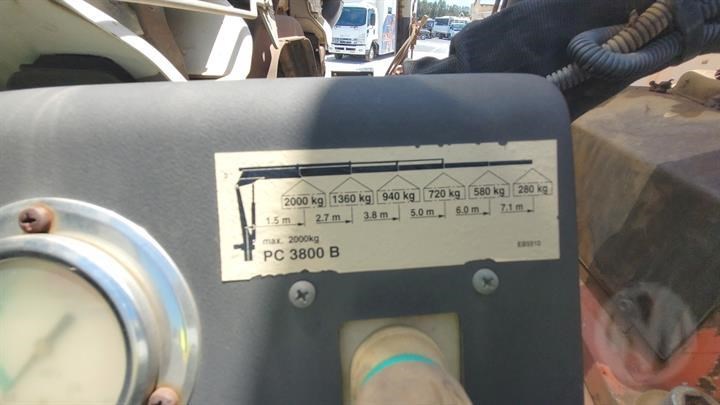 2000 kg 1360 kg 940 kg 720 kg 580 kg 280 kg
1.5 m 2.7 m 3.8 m 5.0 m 6.0 m 7.1 m
max. 2000kg
PC 3800 B